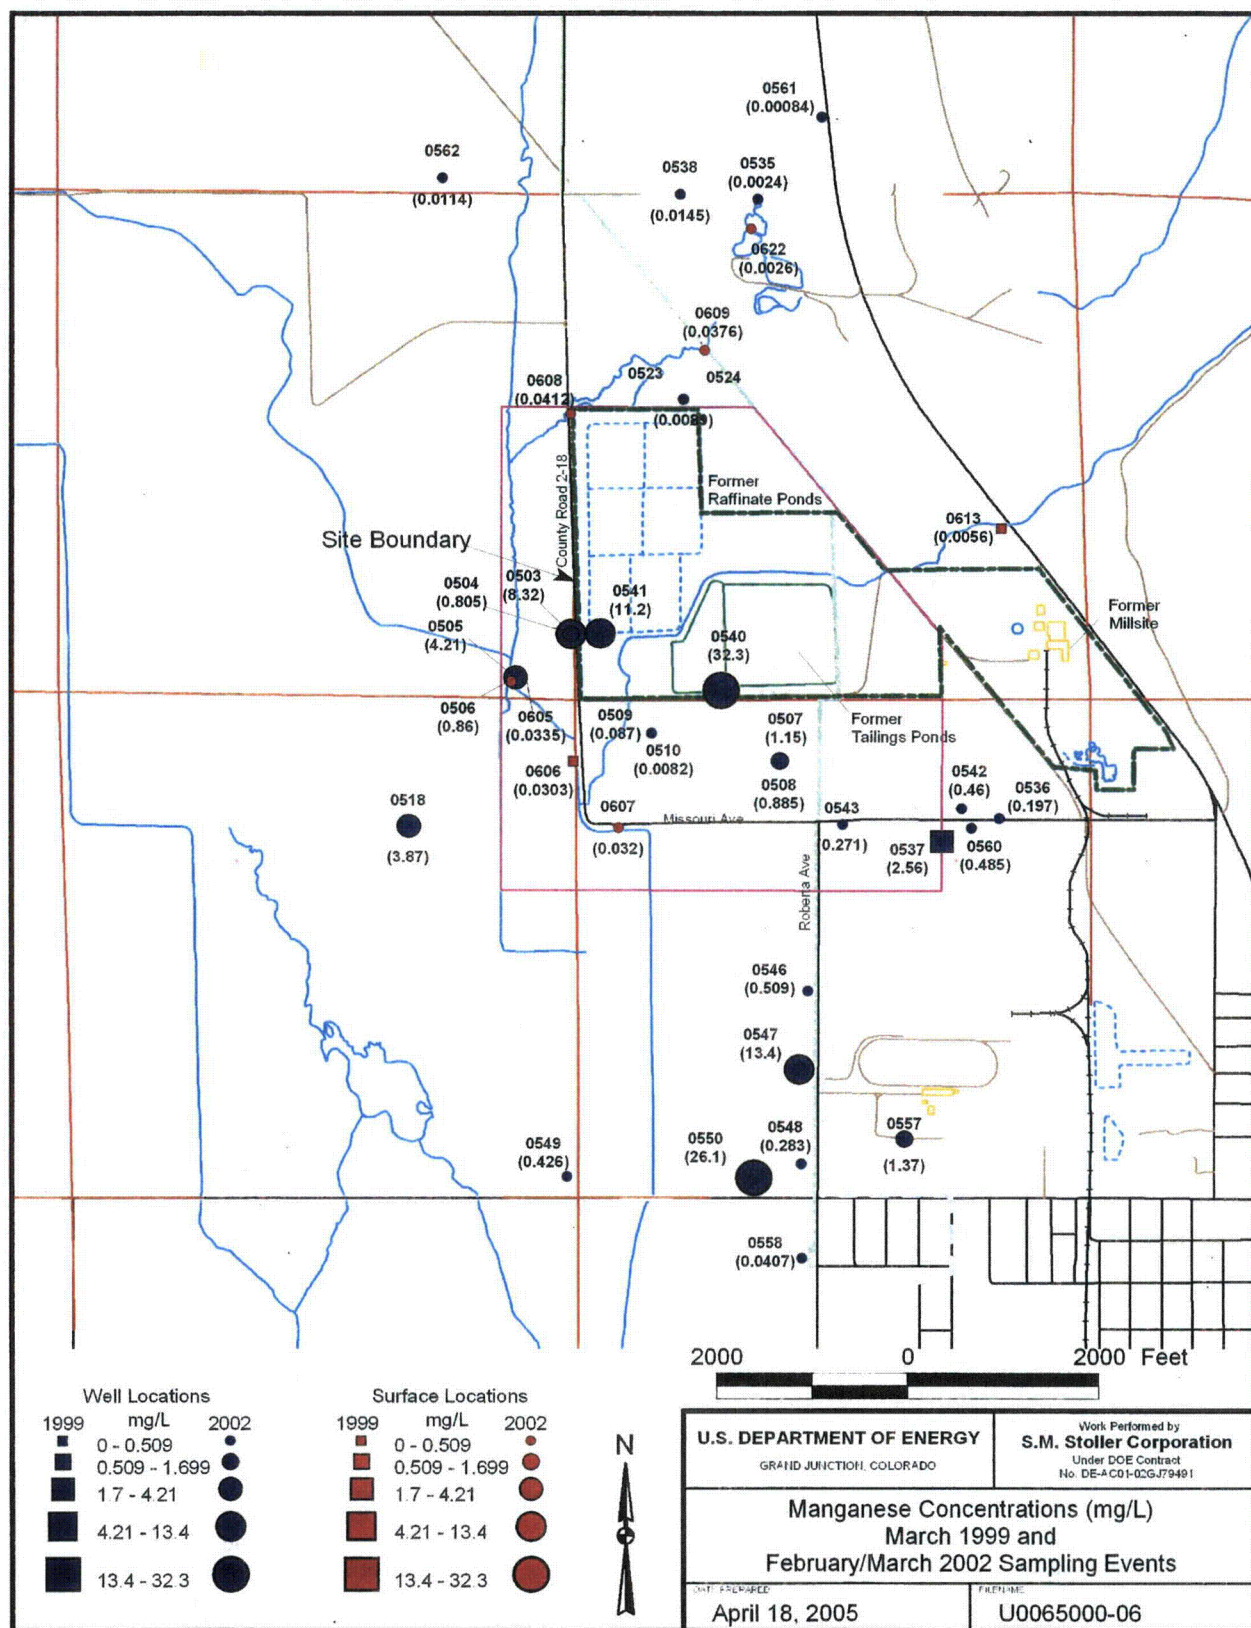 0561
(0.00084)
0562
(0.0114)
0538
(0.0145)
0535
(0.0024)
0622
(0.0026)
0609
(0.0376)
0608
(0.0412)
0523
0524
(0.0089)
County Road 2-18
Former
Raffinate Ponds
0613
(0.0056)
Site Boundary
0504
(0.805)
0503
(8.32)
0541
(11.2)
Former
Millsite
0505
(4.21)
0540
(32.3)
0506
(0.86)
0605
(0.0335)
0509
(0.087)
0510
(0.0082)
0507
(1.15)
Former
Tailings Ponds
0606
(0.0303)
0508
(0.885)
0542
(0.46)
0536
(0.197)
0518
(3.87)
0607
(0.032)
Missouri Ave
0543
0.271)
0537
(2.56)
0560
(0.485)
Roberta Ave
0546
(0.509)
0547
(13.4)
0557
(1.37)
0549
(0.426)
0550
(26.1)
0548
(0.283)
0558
(0.0407)
2000 0 2000 Feet
Well Locations
1999 mg/L 2002
0 - 0.509
0.509 - 1.699
1.7 - 4.21
4.21 - 13.4
13.4 - 32.3
Surface Locations
1999 mg/L 2002
0 - 0.509
0.509 - 1.699
1.7 - 4.21
4.21 - 13.4
13.4 - 32.3
N
U.S. DEPARTMENT OF ENERGY
GRAND JUNCTION, COLORADO
Work Performed by
S.M. Stoller Corporation
Under DOE Contract
No. DE-AC01-02GJ79491
Manganese Concentrations (mg/L)
March 1999 and
February/March 2002 Sampling Events
DATE PREPARED
April 18, 2005
FILENAME
U0065000-06